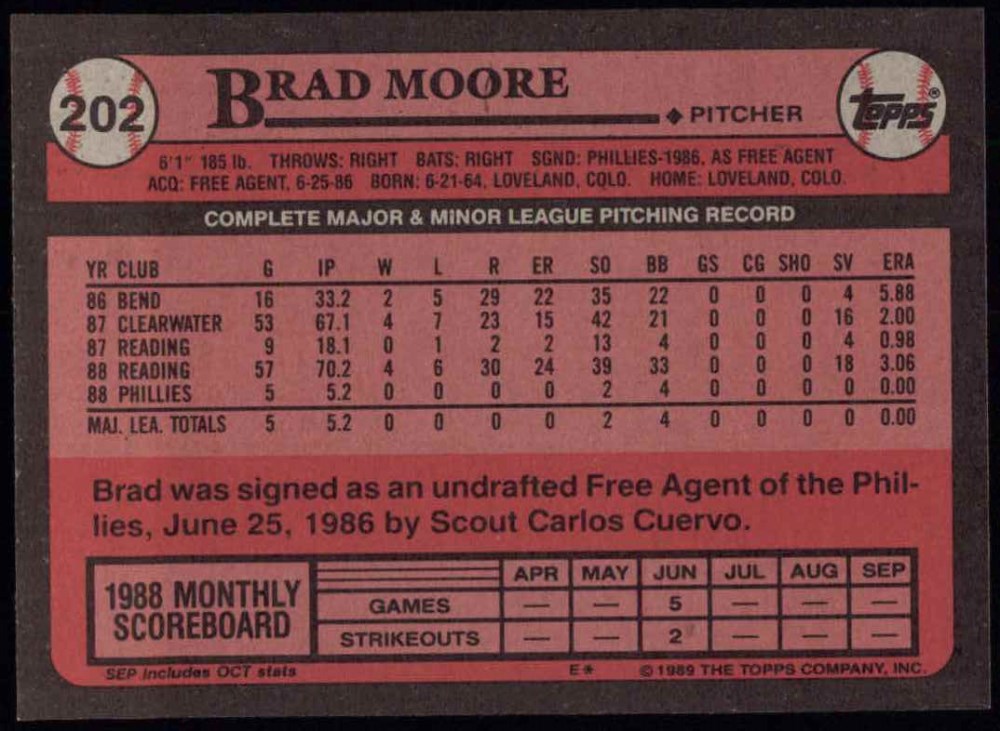 202
BRAD MOORE
◆ PITCHER
TOPPS®
6'1" 185 lb. THROWS: RIGHT BATS: RIGHT SGND: PHILLIES-1986, AS FREE AGENT
ACQ: FREE AGENT, 6-25-86 BORN: 6-21-64, LOVELAND, COLO. HOME: LOVELAND, COLO.
COMPLETE MAJOR & MINOR LEAGUE PITCHING RECORD
YR CLUB G IP W L R ER SO BB GS CG SHO SV ERA
86 BEND 16 33.2 2 5 29 22 35 22 0 0 0 4 5.88
87 CLEARWATER 53 67.1 4 7 23 15 42 21 0 0 0 16 2.00
87 READING 9 18.1 0 1 2 2 13 4 0 0 0 4 0.98
88 READING 57 70.2 4 6 30 24 39 33 0 0 0 18 3.06
88 PHILLIES 5 5.2 0 0 0 0 2 4 0 0 0 0 0.00
MAJ. LEA. TOTALS 5 5.2 0 0 0 0 2 4 0 0 0 0 0.00
Brad was signed as an undrafted Free Agent of the Phil-
lies, June 25, 1986 by Scout Carlos Cuervo.
1988 MONTHLY
SCOREBOARD
APR MAY JUN JUL AUG SEP
GAMES — — 5 — — —
STRIKEOUTS — — 2 — — —
SEP Includes OCT stats E* © 1989 THE TOPPS COMPANY, INC.